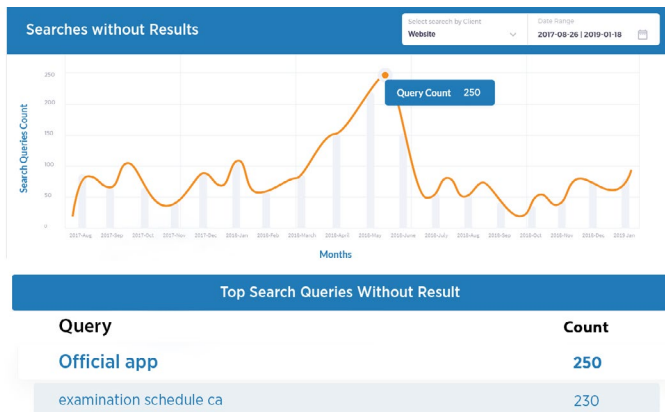 Searches without Results
Select search by Client
Website
Date Range
2017-08-26 | 2019-01-18
Search Queries Count
250
200
150
100
50
0
Query Count 250
2017-Aug 2017-Sep 2017-Oct 2017-Nov 2017-Dec 2018-Jan 2018-Feb 2018-March 2018-April 2018-May 2018-June 2018-July 2018-Aug 2018-Sep 2018-Oct 2018-Nov 2018-Dec 2019 Jan
Months
Top Search Queries Without Result
Query Count
Official app 250
examination schedule ca 230